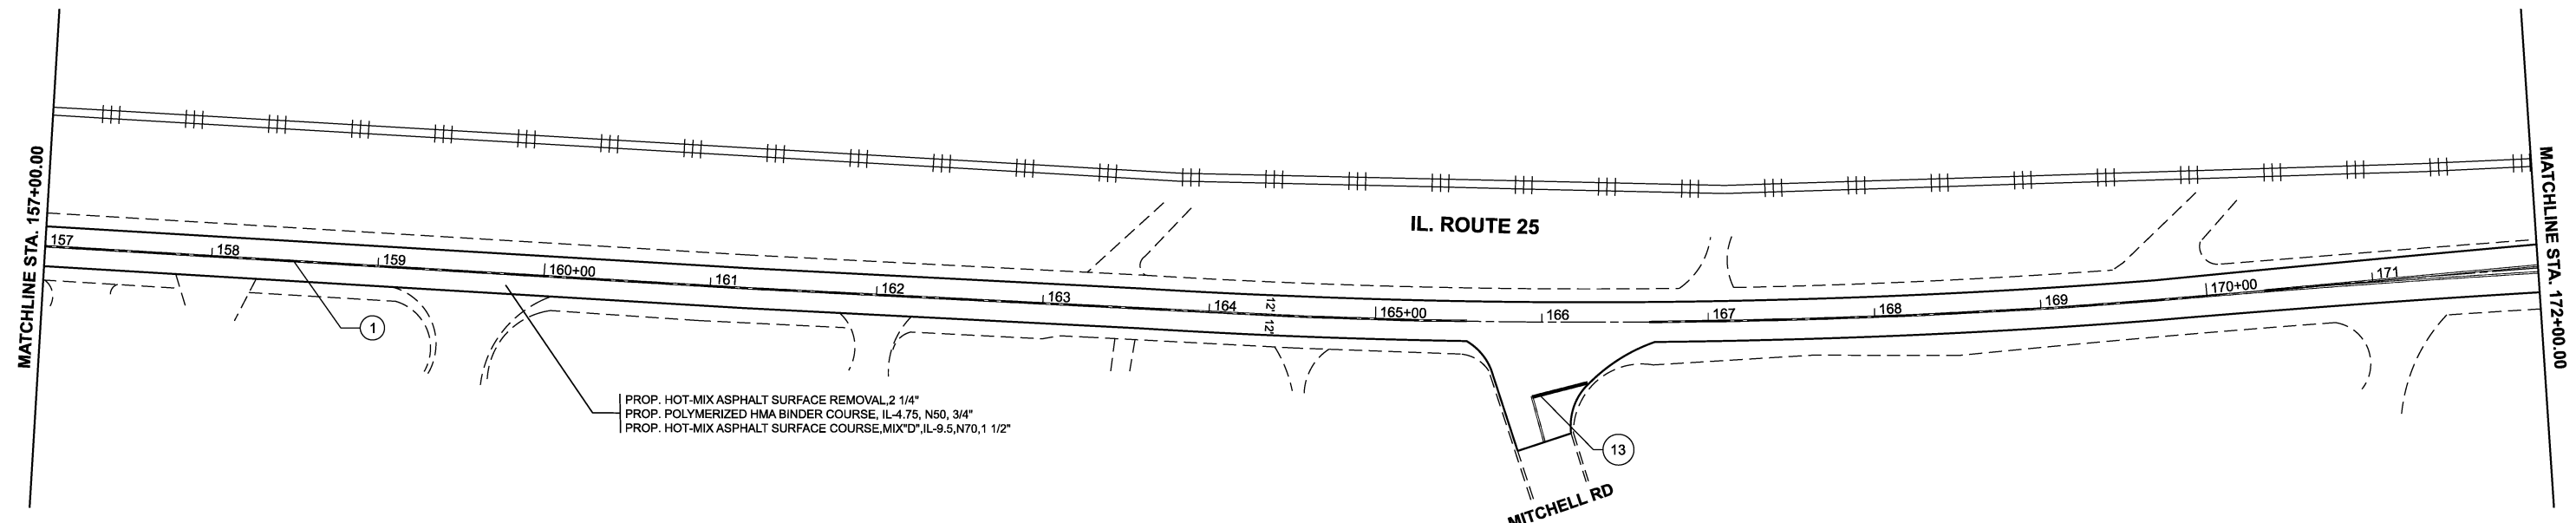 MATCHLINE STA. 157+00.00
MATCHLINE STA. 172+00.00
IL. ROUTE 25
157
158
159
160+00
161
162
163
164
12' 12'
165+00
166
167
168
169
170+00
171
1
PROP. HOT-MIX ASPHALT SURFACE REMOVAL,2 1/4"
PROP. POLYMERIZED HMA BINDER COURSE, IL-4.75, N50, 3/4"
PROP. HOT-MIX ASPHALT SURFACE COURSE,MIX"D",IL-9.5,N70,1 1/2"
13
MITCHELL RD